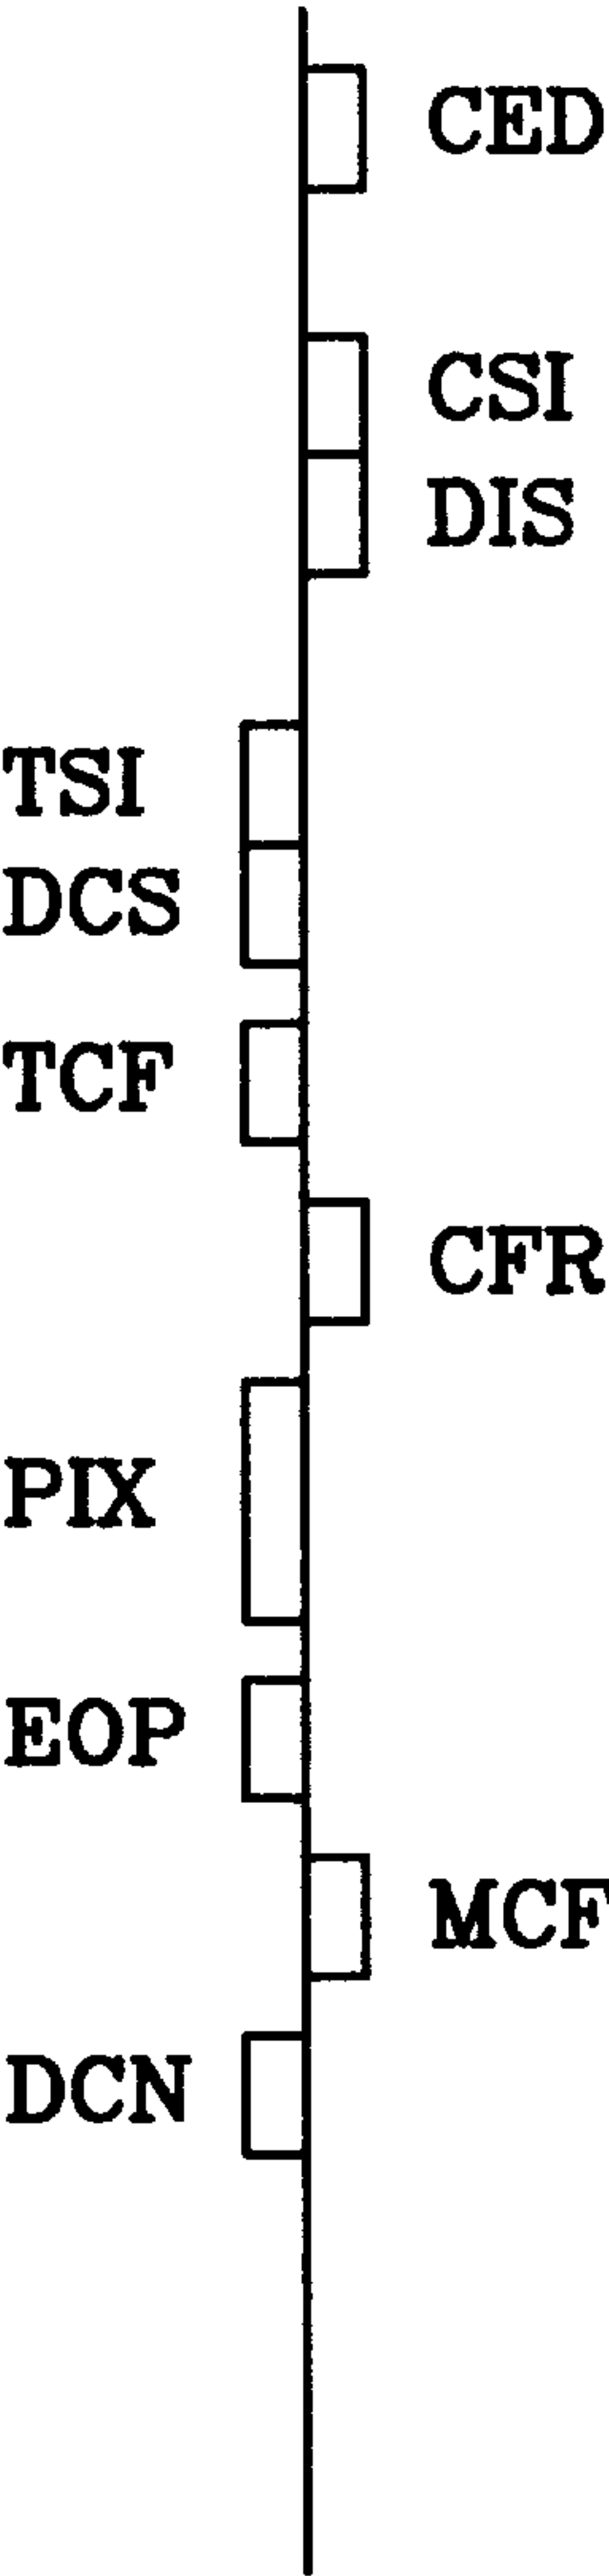 CED
CSI
DIS
TSI
DCS
TCF
CFR
PIX
EOP
MCF
DCN